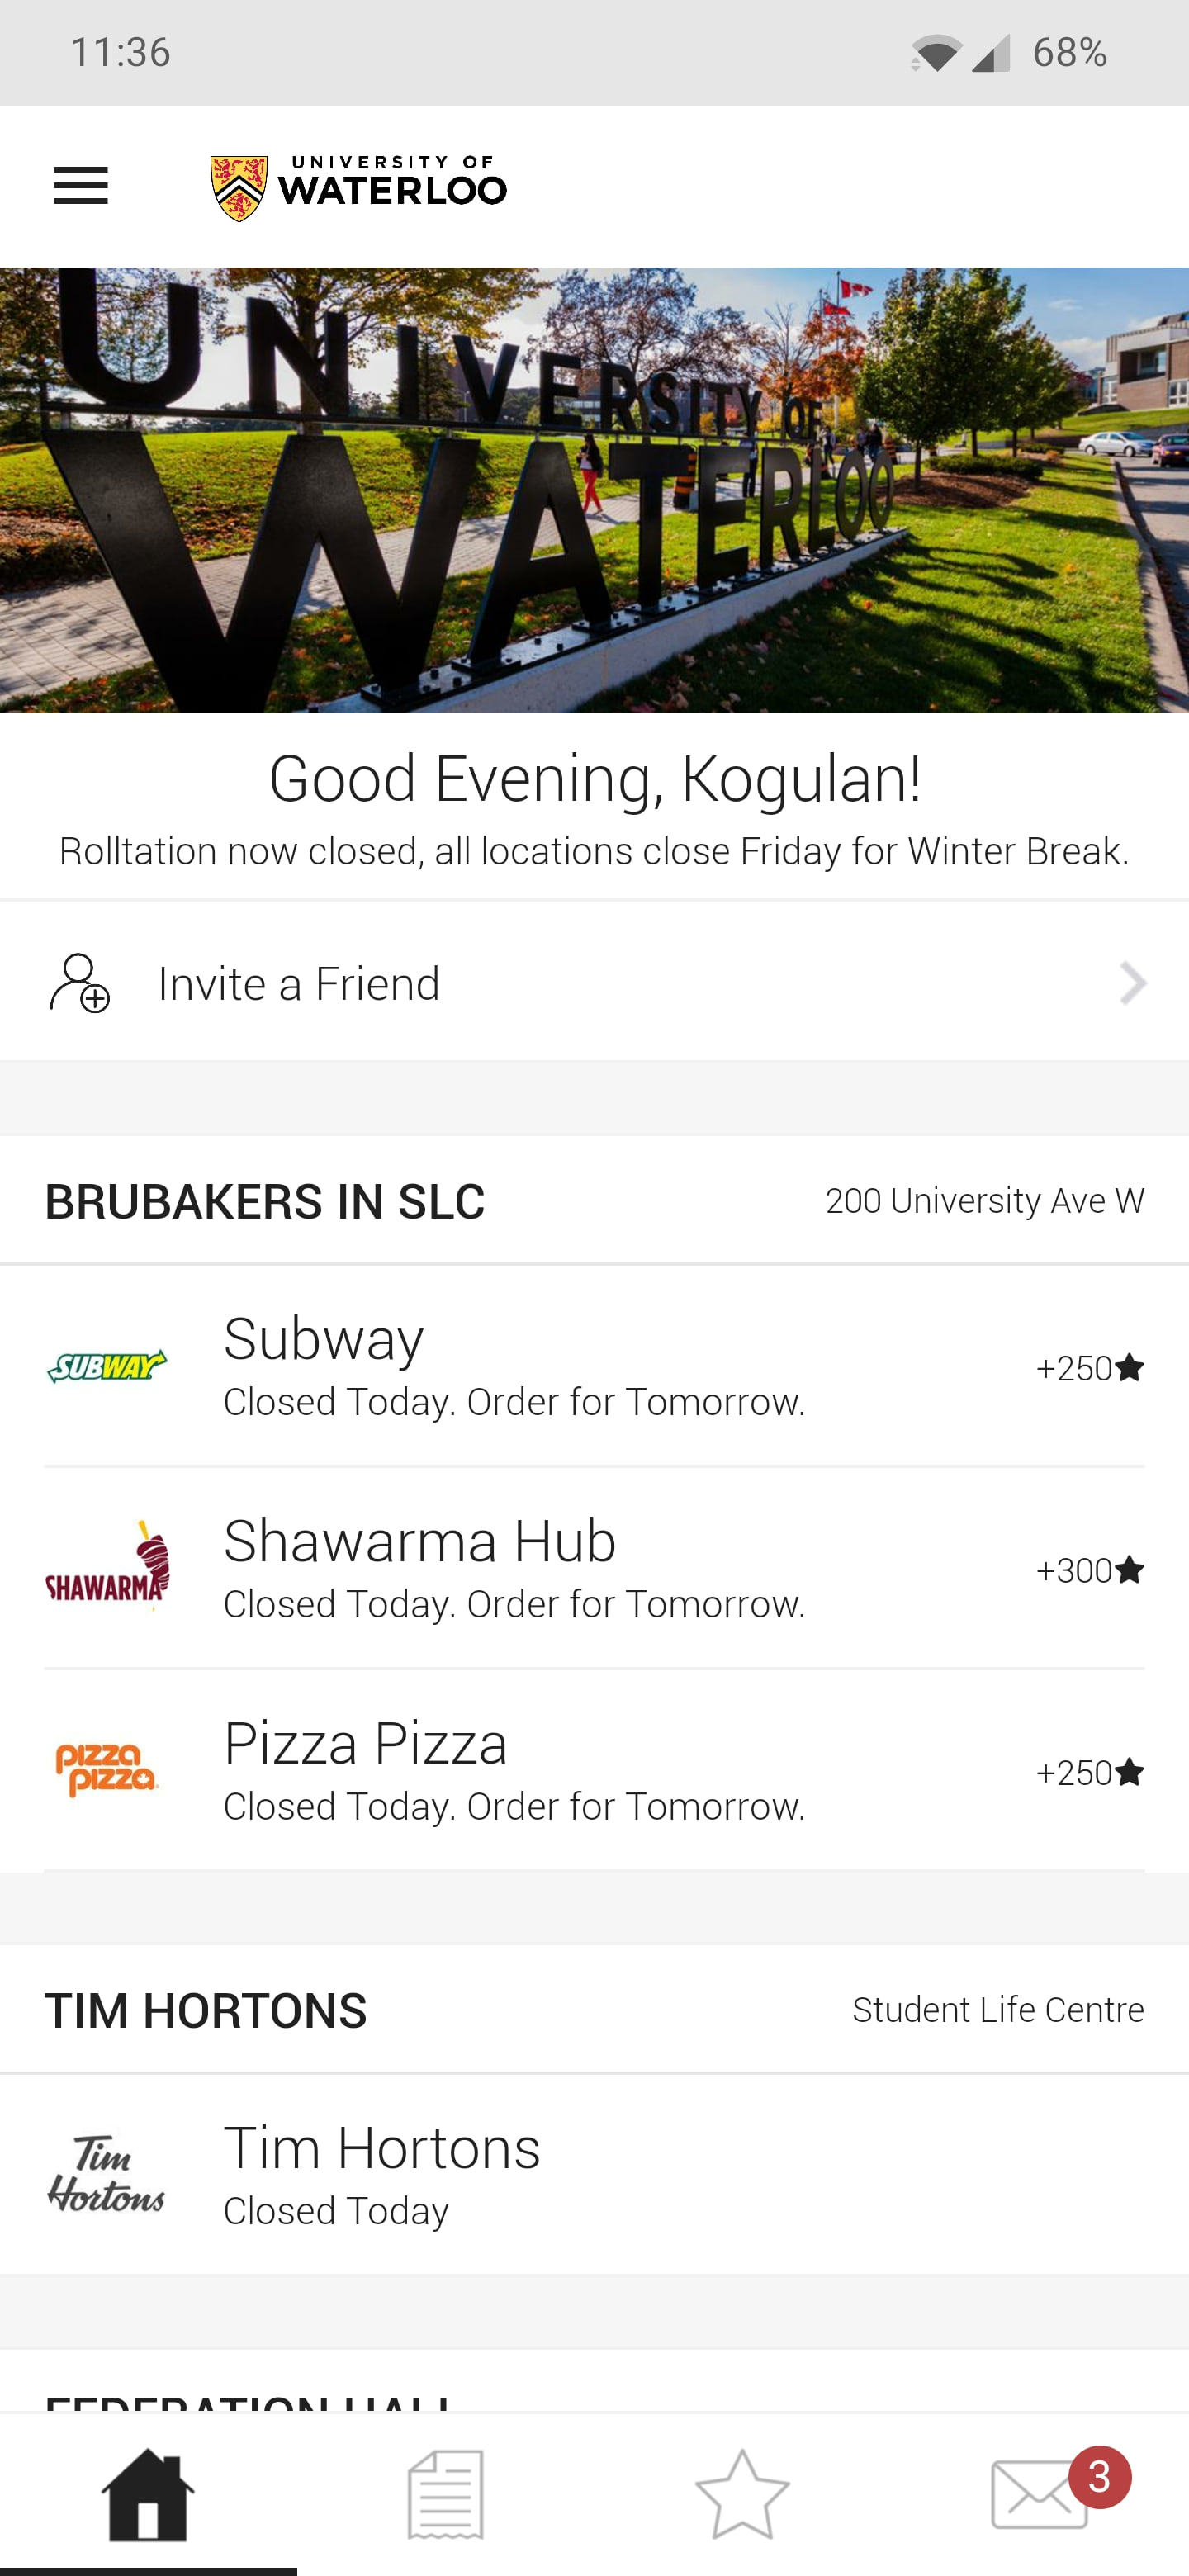 11:36
68%
UNIVERSITY OF
WATERLOO
UNIVERSITY OF
WATERLOO
Good Evening, Kogulan!
Rolltation now closed, all locations close Friday for Winter Break.
Invite a Friend
BRUBAKERS IN SLC
200 University Ave W
SUBWAY
Subway
Closed Today. Order for Tomorrow.
+250★
SHAWARMA
Shawarma Hub
Closed Today. Order for Tomorrow.
+300★
pizza
pizza
Pizza Pizza
Closed Today. Order for Tomorrow.
+250★
TIM HORTONS
Student Life Centre
Tim
Hortons
Tim Hortons
Closed Today
FEDERATION HALL
3